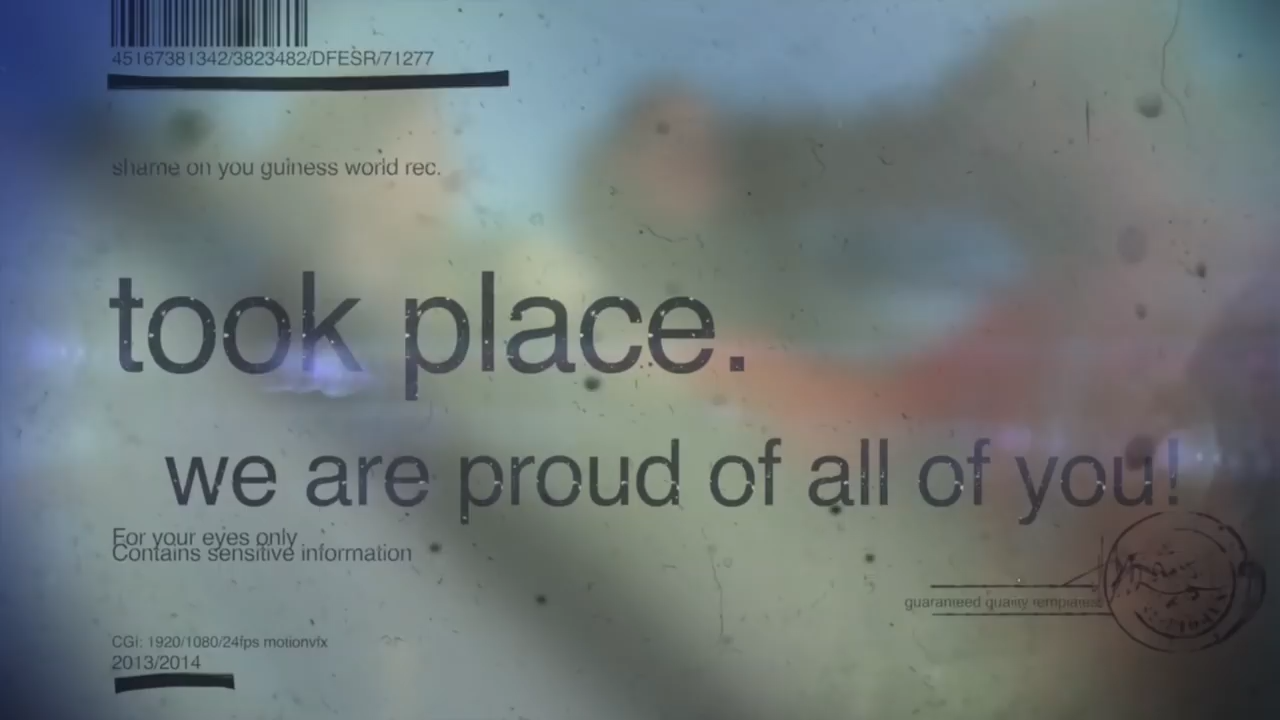 45167381342/3823482/DFESR/71277
shame on you guiness world rec.
took place.
we are proud of all of you!
For your eyes only
Contains sensitive information
guaranteed quality templates
CGI: 1920/1080/24fps motionvfx
2013/2014